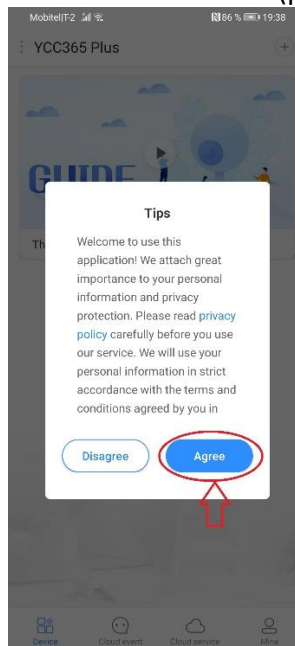 Mobitel|T-2
86 %
19:38
YCC365 Plus
GUIDE
Th
Tips
Welcome to use this
application! We attach great
importance to your personal
information and privacy
protection. Please read privacy
policy carefully before you use
our service. We will use your
personal information in strict
accordance with the terms and
conditions agreed by you in
Disagree
Agree
Device
Cloud event
Cloud service
Mine